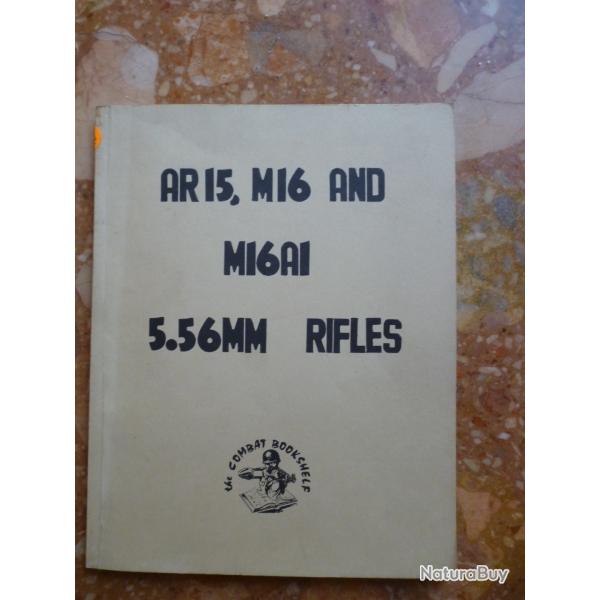 AR15, M16 AND
M16A1
5.56MM RIFLES
the COMBAT BOOKSHELF
NaturaBuy